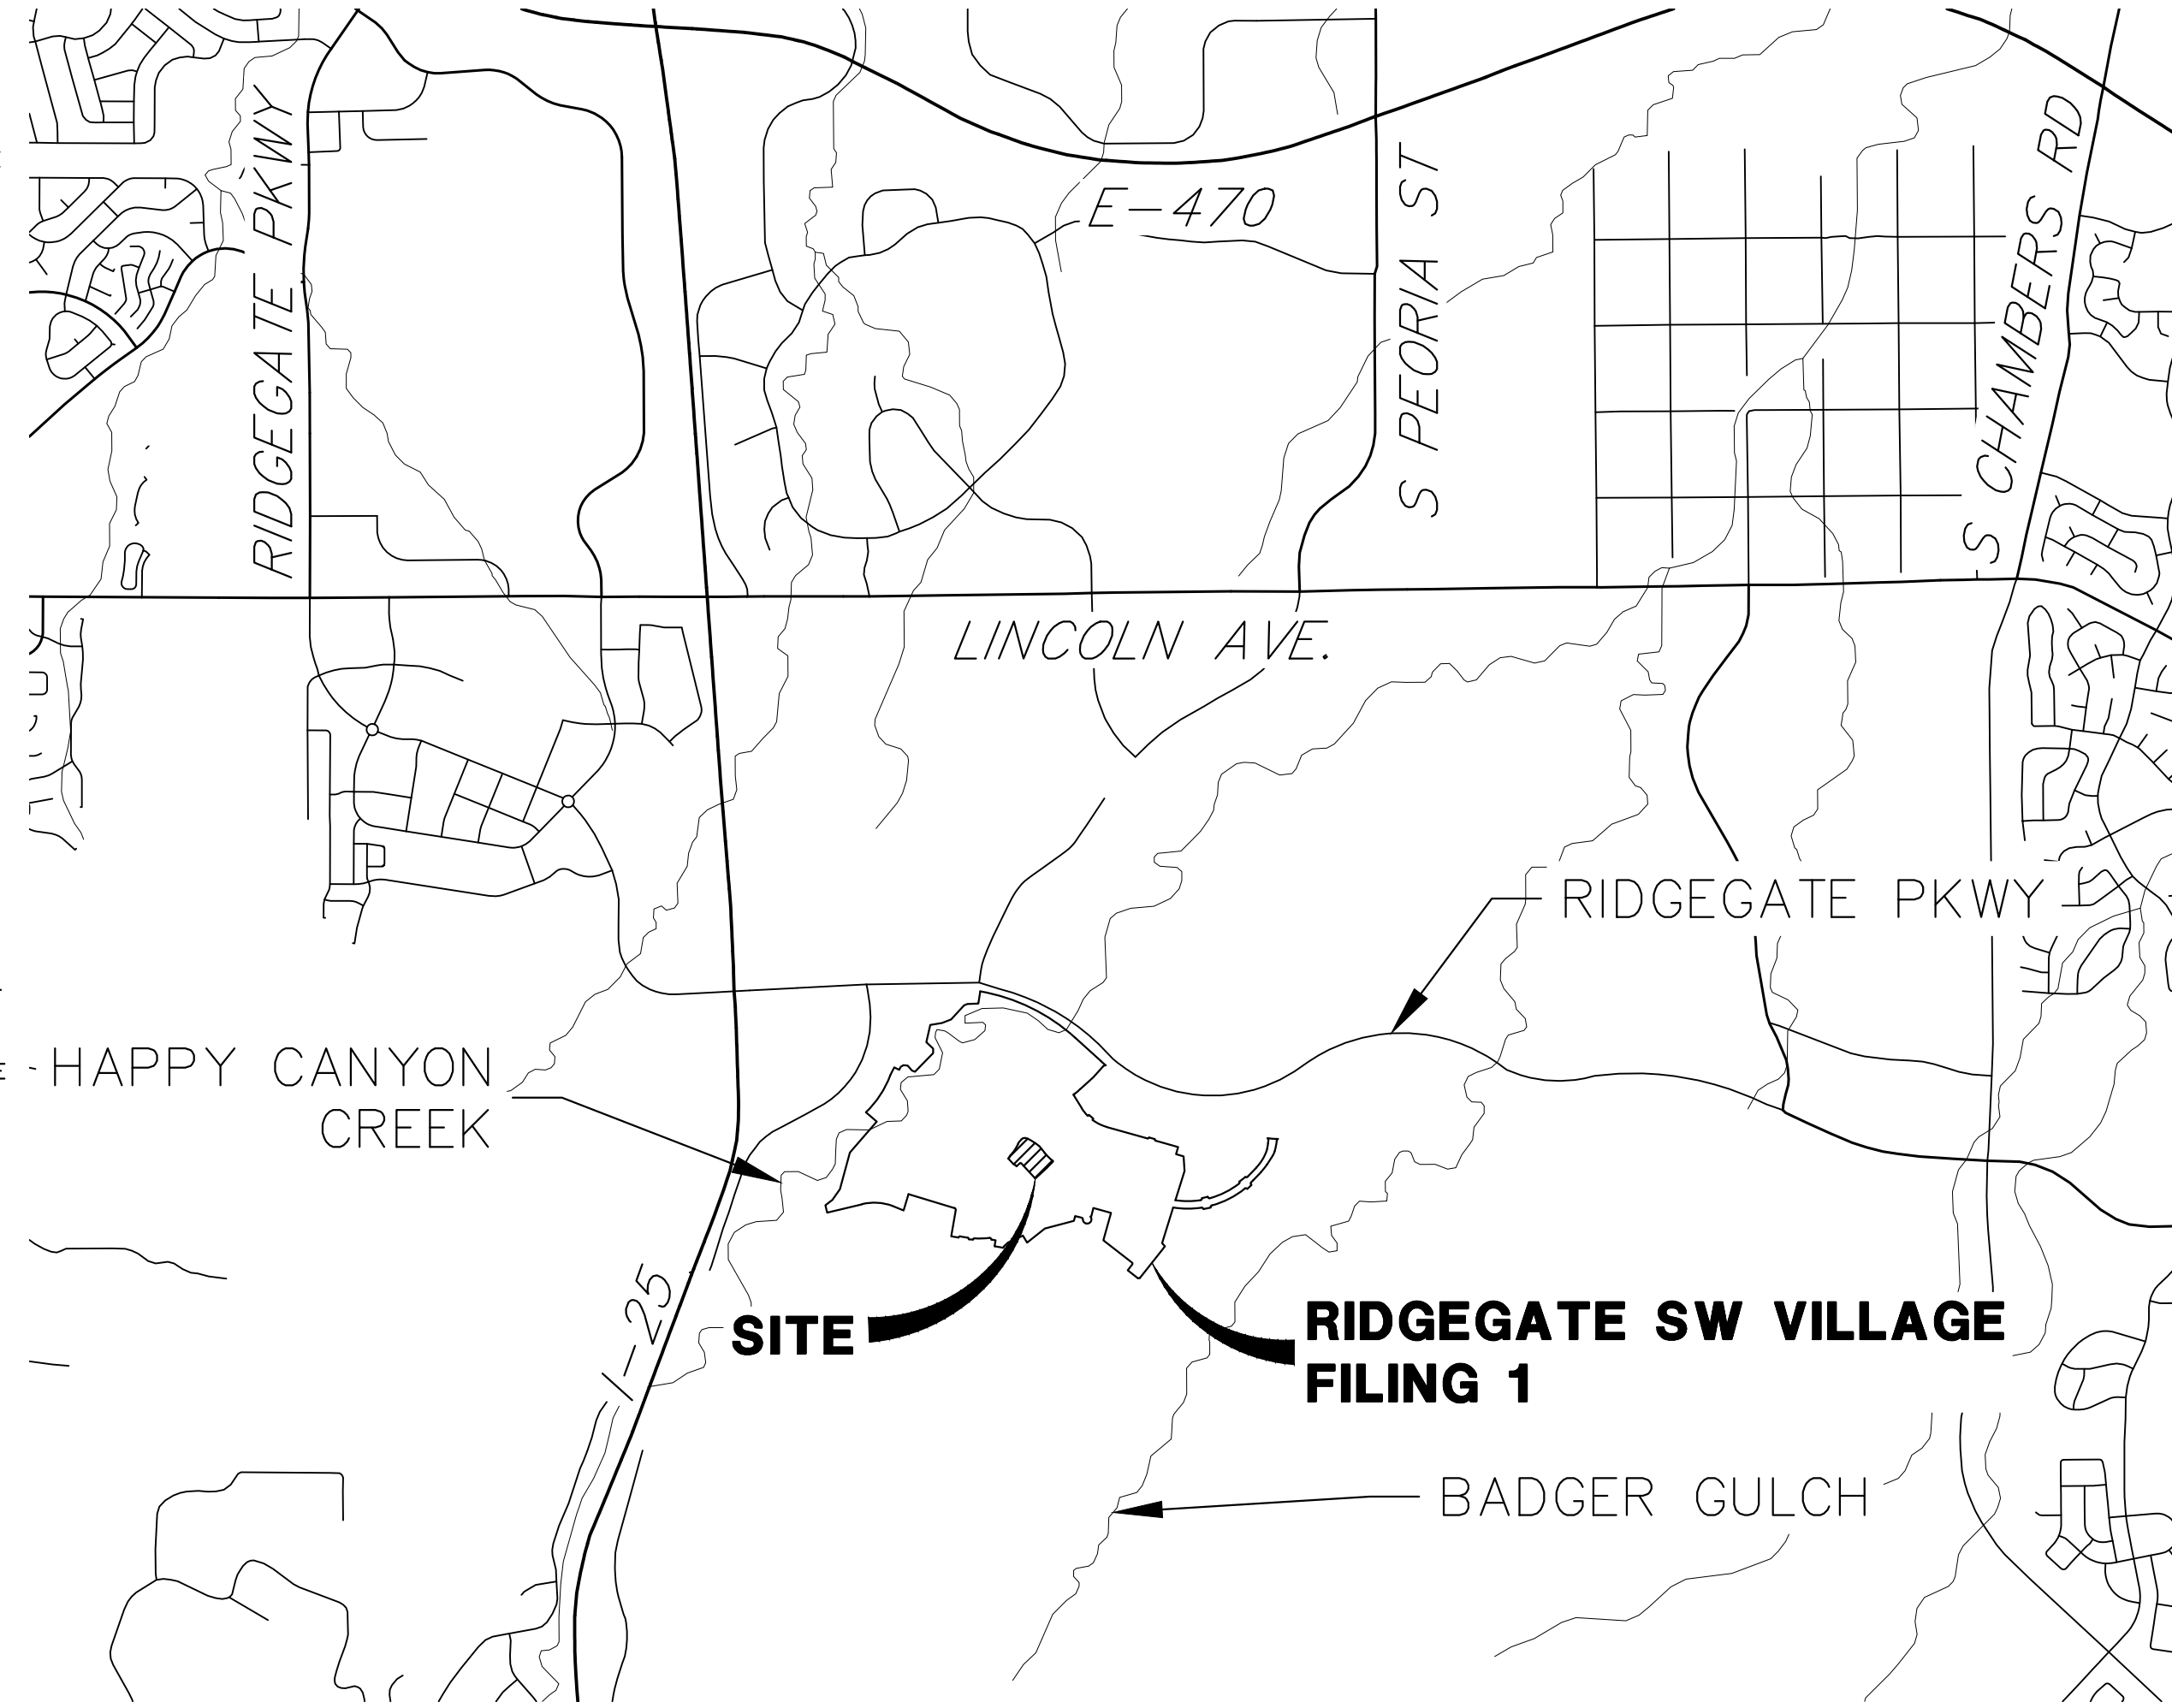 RIDGEGATE PKWY
E-470
S PEORIA ST
S CHAMBERS RD
LINCOLN AVE.
RIDGEGATE PKWY
HAPPY CANYON
CREEK
I-25
SITE
RIDGEGATE SW VILLAGE
FILING 1
BADGER GULCH